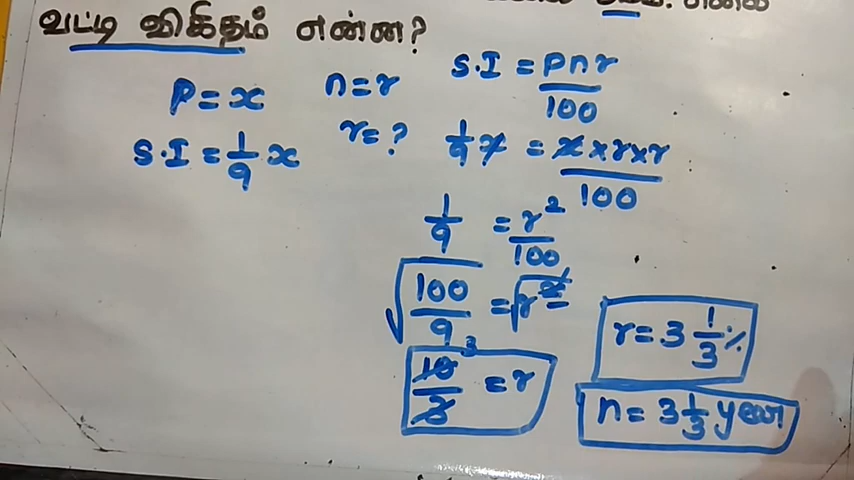 வட்டி விகிதம் என்ன?
P = x n = r S.I = Pnr/100
S.I = 1/9 x r = ? 1/9 x = x × r × r/100
1/9 = r²/100
√100/9 = √r²
10/3 = r
r = 3 1/3 %
n = 3 1/3 year